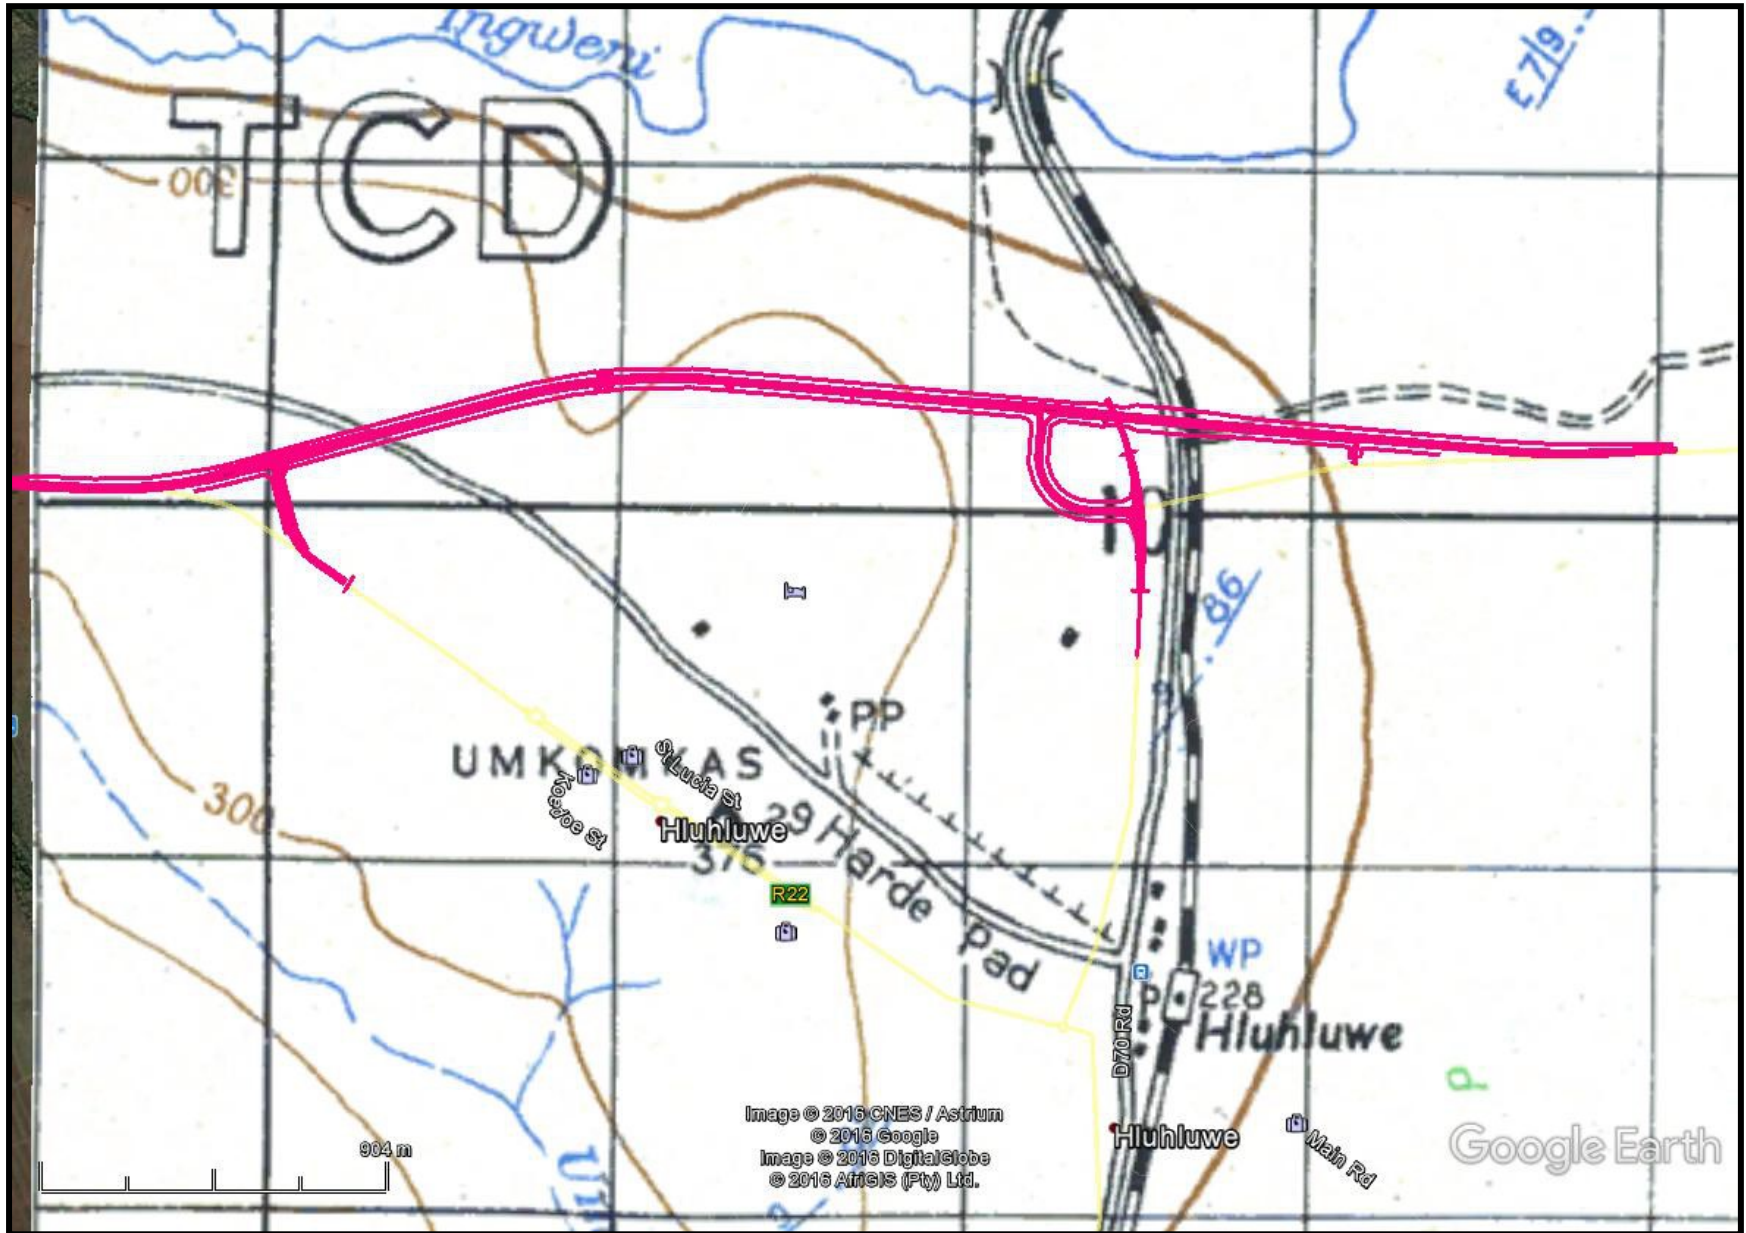 Ingweni
E7/9
TCD
300
10
86
PP
UMKOMYAS
St Lucia St
Koedoe St
300
29 Harde Pad
Hluhluwe
375
R22
WP
228
P
Hluhluwe
D70 Rd
P
Image © 2016 CNES / Astrium
© 2016 Google
Image © 2016 DigitalGlobe
© 2016 AfriGIS (Pty) Ltd.
904 m
Hluhluwe
Main Rd
Google Earth